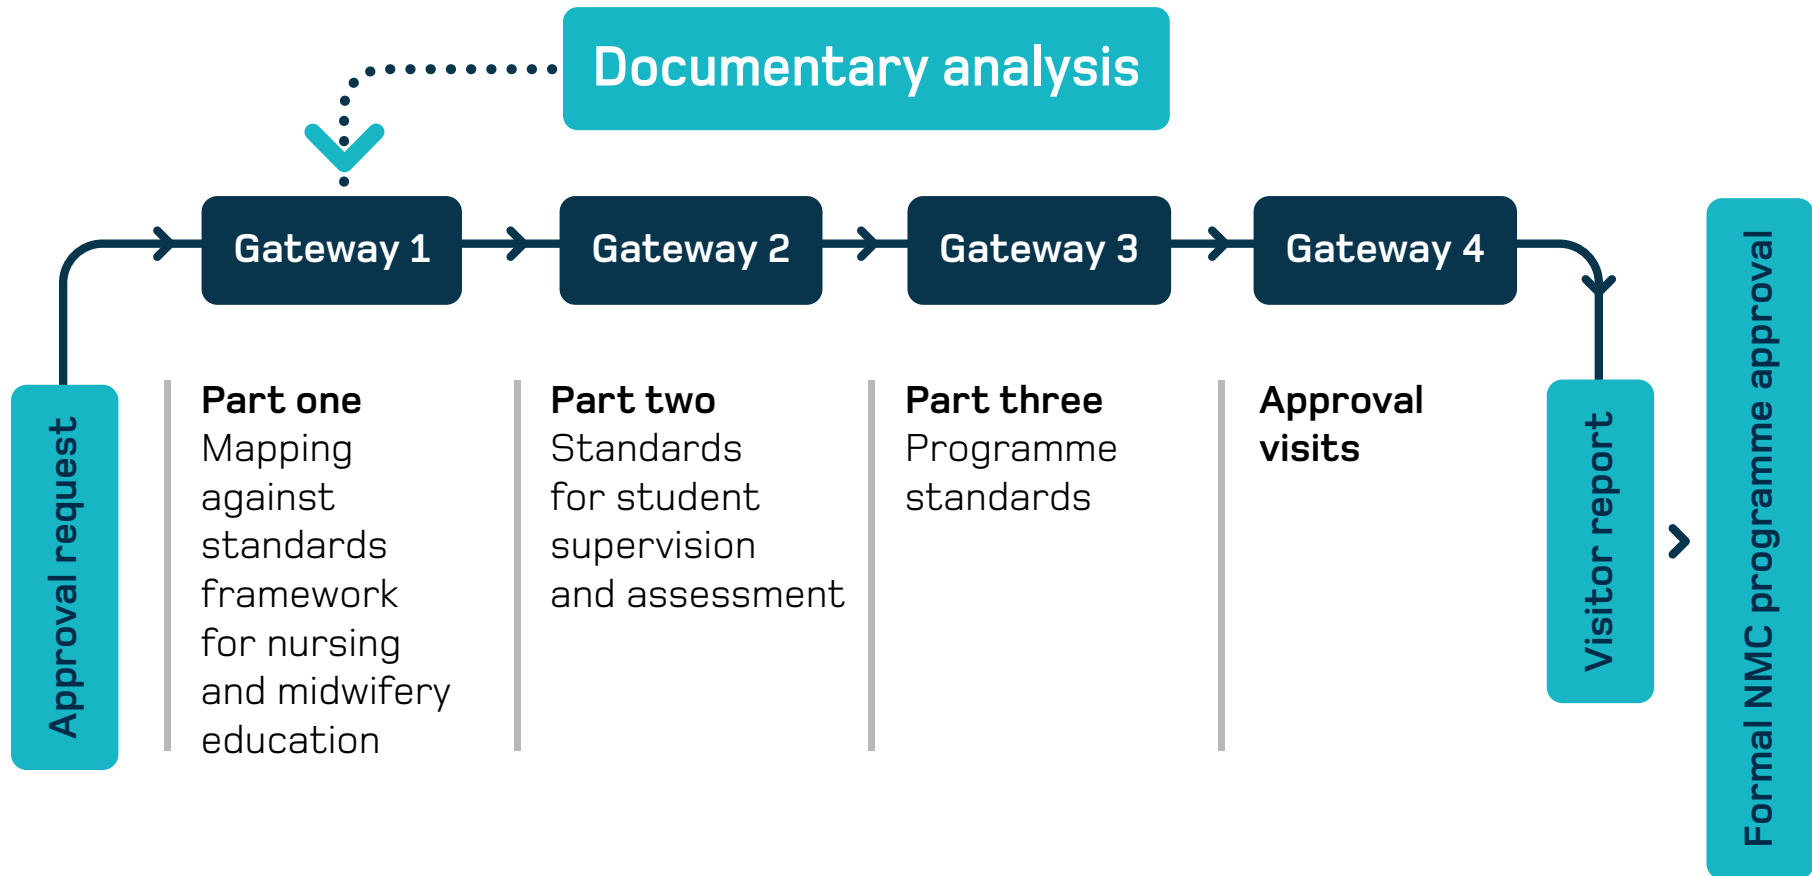 Documentary analysis
Gateway 1
Gateway 2
Gateway 3
Gateway 4
Approval request
Part one
Mapping
against
standards
framework
for nursing
and midwifery
education
Part two
Standards
for student
supervision
and assessment
Part three
Programme
standards
Approval
visits
Visitor report
Formal NMC programme approval